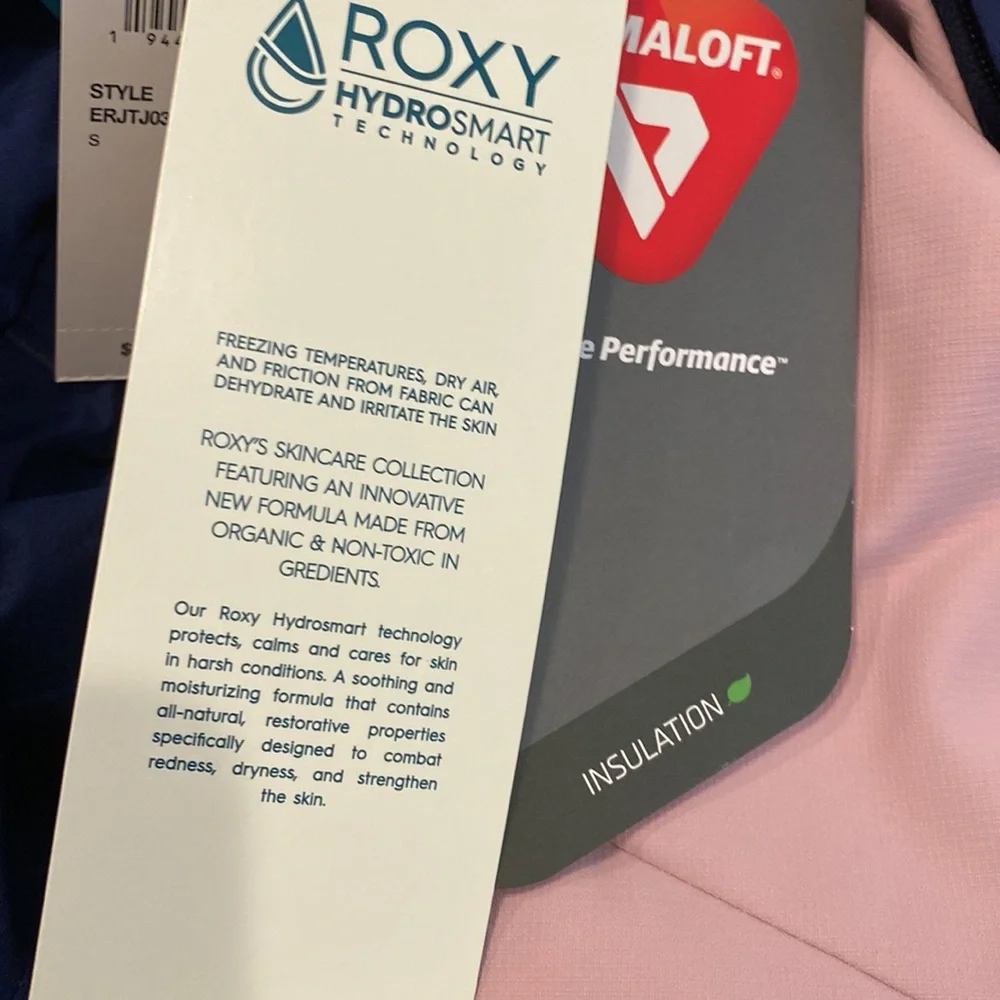 1 944
STYLE
ERJTJ03
S
$
ROXY
HYDROSMART
TECHNOLOGY
FREEZING TEMPERATURES, DRY AIR,
AND FRICTION FROM FABRIC CAN
DEHYDRATE AND IRRITATE THE SKIN
ROXY'S SKINCARE COLLECTION
FEATURING AN INNOVATIVE
NEW FORMULA MADE FROM
ORGANIC & NON-TOXIC IN
GREDIENTS.
Our Roxy Hydrosmart technology
protects, calms and cares for skin
in harsh conditions. A soothing and
moisturizing formula that contains
all-natural, restorative properties
specifically designed to combat
redness, dryness, and strengthen
the skin.
MALOFT®
e Performance™
INSULATION